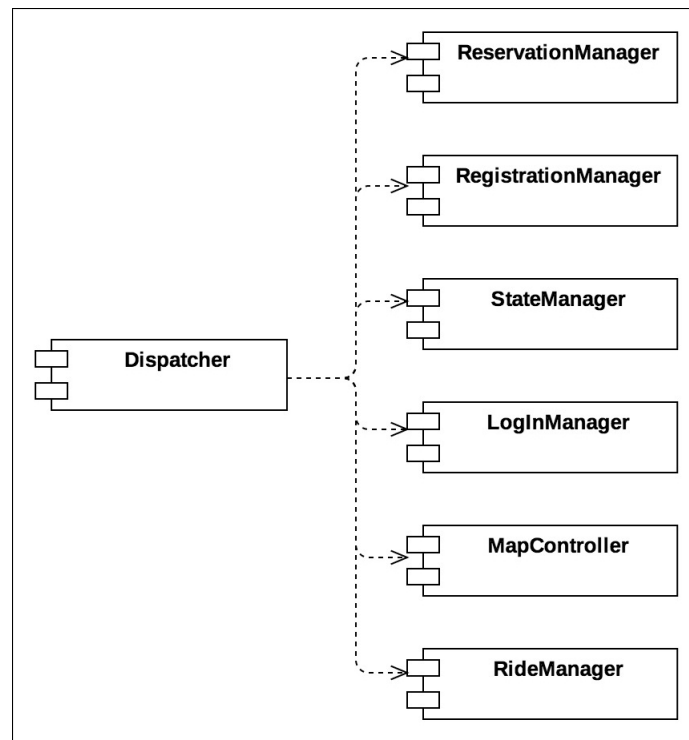 ReservationManager
RegistrationManager
StateManager
Dispatcher
LogInManager
MapController
RideManager